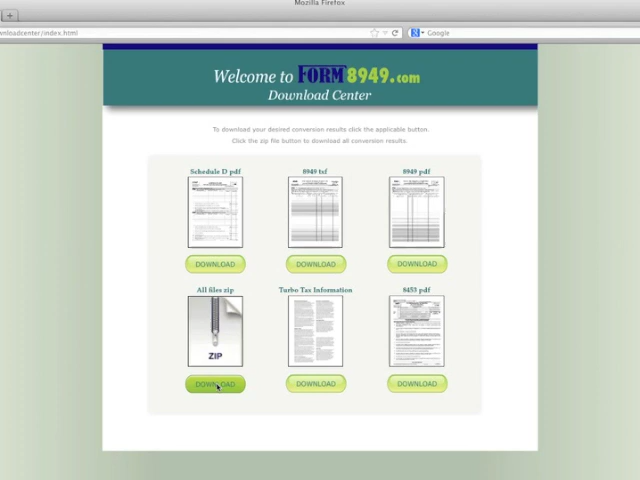 Mozilla Firefox
+
wnloadcenter/index.html
Google
Welcome to FORM8949.com
Download Center
To download your desired conversion results click the applicable button.
Click the zip file button to download all conversion results.
Schedule D pdf
8949 txf
8949 pdf
DOWNLOAD
DOWNLOAD
DOWNLOAD
All files zip
Turbo Tax Information
8453 pdf
ZIP
DOWNLOAD
DOWNLOAD
DOWNLOAD